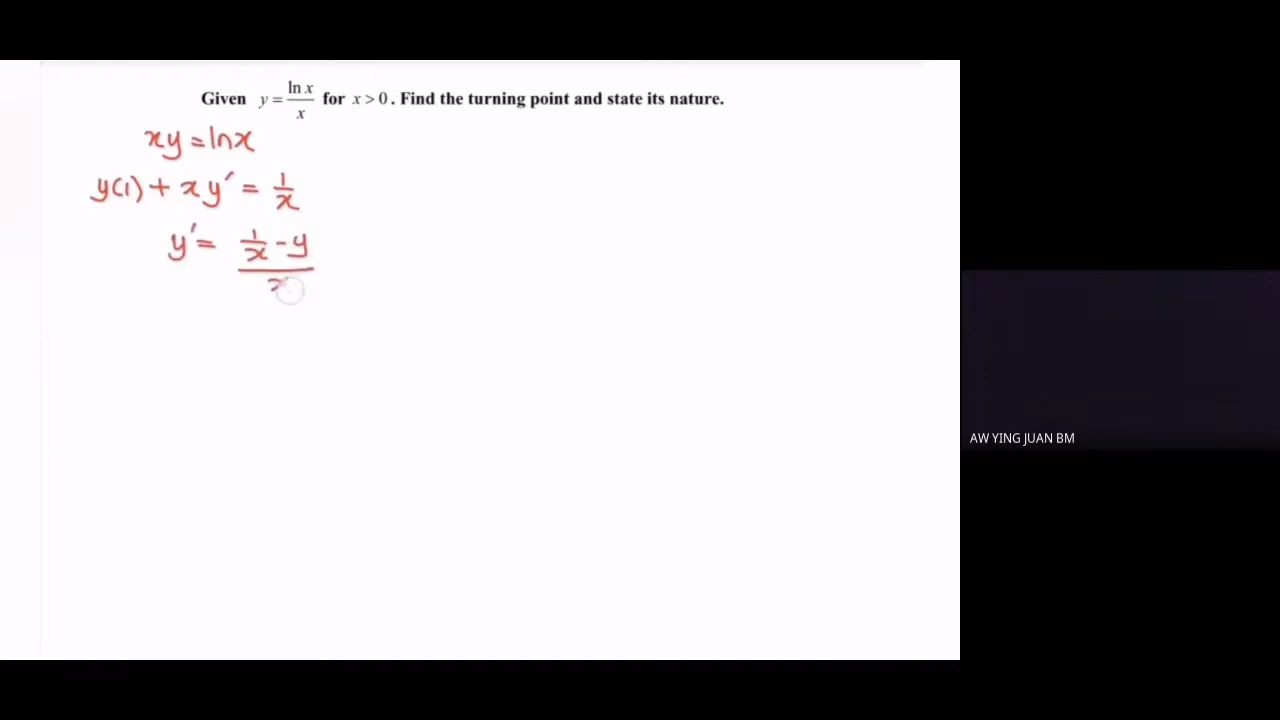 Given y = ln x / x for x > 0. Find the turning point and state its nature.
xy = ln x
y(1) + x y' = 1/x
y' = (1/x - y) / x
AW YING JUAN BM